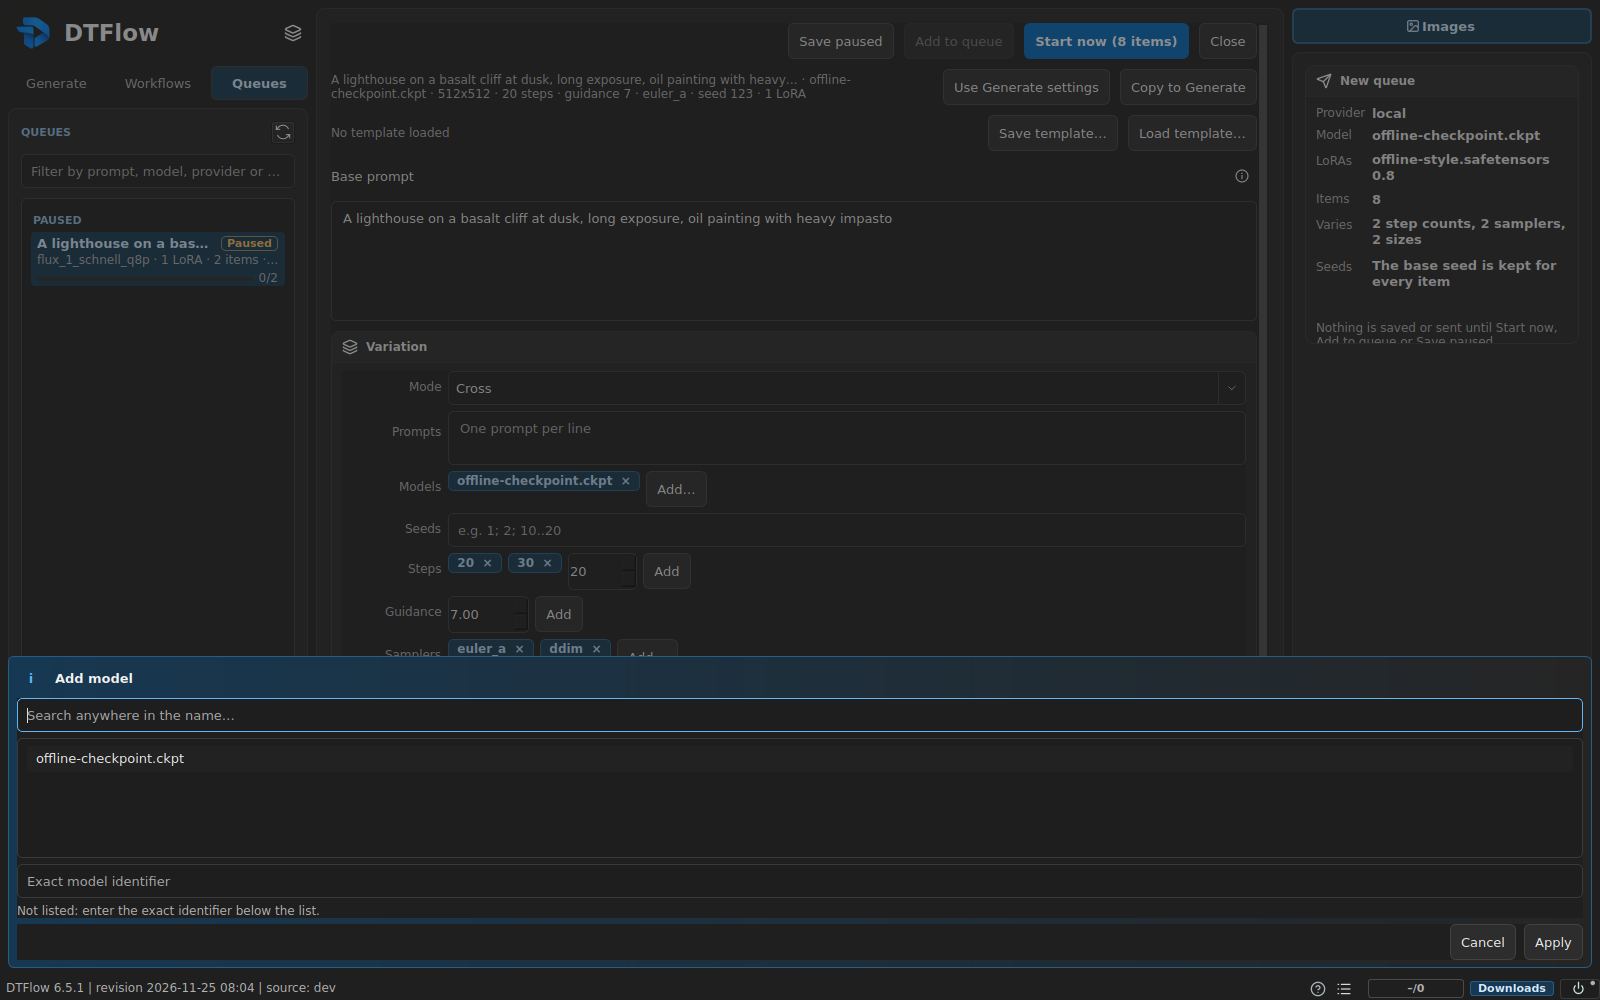 DTFlow
Generate
Workflows
Queues
QUEUES
Filter by prompt, model, provider or ...
PAUSED
A lighthouse on a bas...
Paused
flux_1_schnell_q8p · 1 LoRA · 2 items ·...
0/2
Save paused
Add to queue
Start now (8 items)
Close
A lighthouse on a basalt cliff at dusk, long exposure, oil painting with heavy... · offline-
checkpoint.ckpt · 512x512 · 20 steps · guidance 7 · euler_a · seed 123 · 1 LoRA
Use Generate settings
Copy to Generate
No template loaded
Save template...
Load template...
Base prompt
A lighthouse on a basalt cliff at dusk, long exposure, oil painting with heavy impasto
Variation
Mode
Cross
Prompts
One prompt per line
Models
offline-checkpoint.ckpt ×
Add...
Seeds
e.g. 1; 2; 10..20
Steps
20 ×
30 ×
20
Add
Guidance
7.00
Add
Samplers
euler_a ×
ddim ×
Add...
Images
New queue
Provider local
Model offline-checkpoint.ckpt
LoRAs offline-style.safetensors
0.8
Items 8
Varies 2 step counts, 2 samplers,
2 sizes
Seeds The base seed is kept for
every item
Nothing is saved or sent until Start now,
Add to queue or Save paused
i Add model
Search anywhere in the name...
offline-checkpoint.ckpt
Exact model identifier
Not listed: enter the exact identifier below the list.
Cancel
Apply
DTFlow 6.5.1 | revision 2026-11-25 08:04 | source: dev
-/0
Downloads